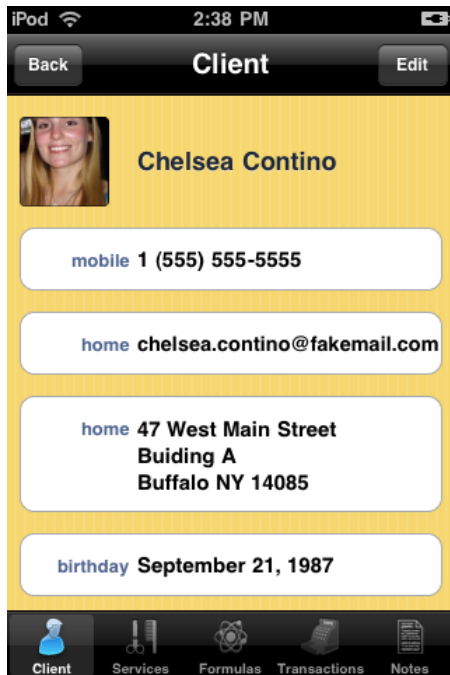 iPod 2:38 PM
Back Client Edit
Chelsea Contino
mobile 1 (555) 555-5555
home chelsea.contino@fakemail.com
home 47 West Main Street
Buiding A
Buffalo NY 14085
birthday September 21, 1987
Client Services Formulas Transactions Notes